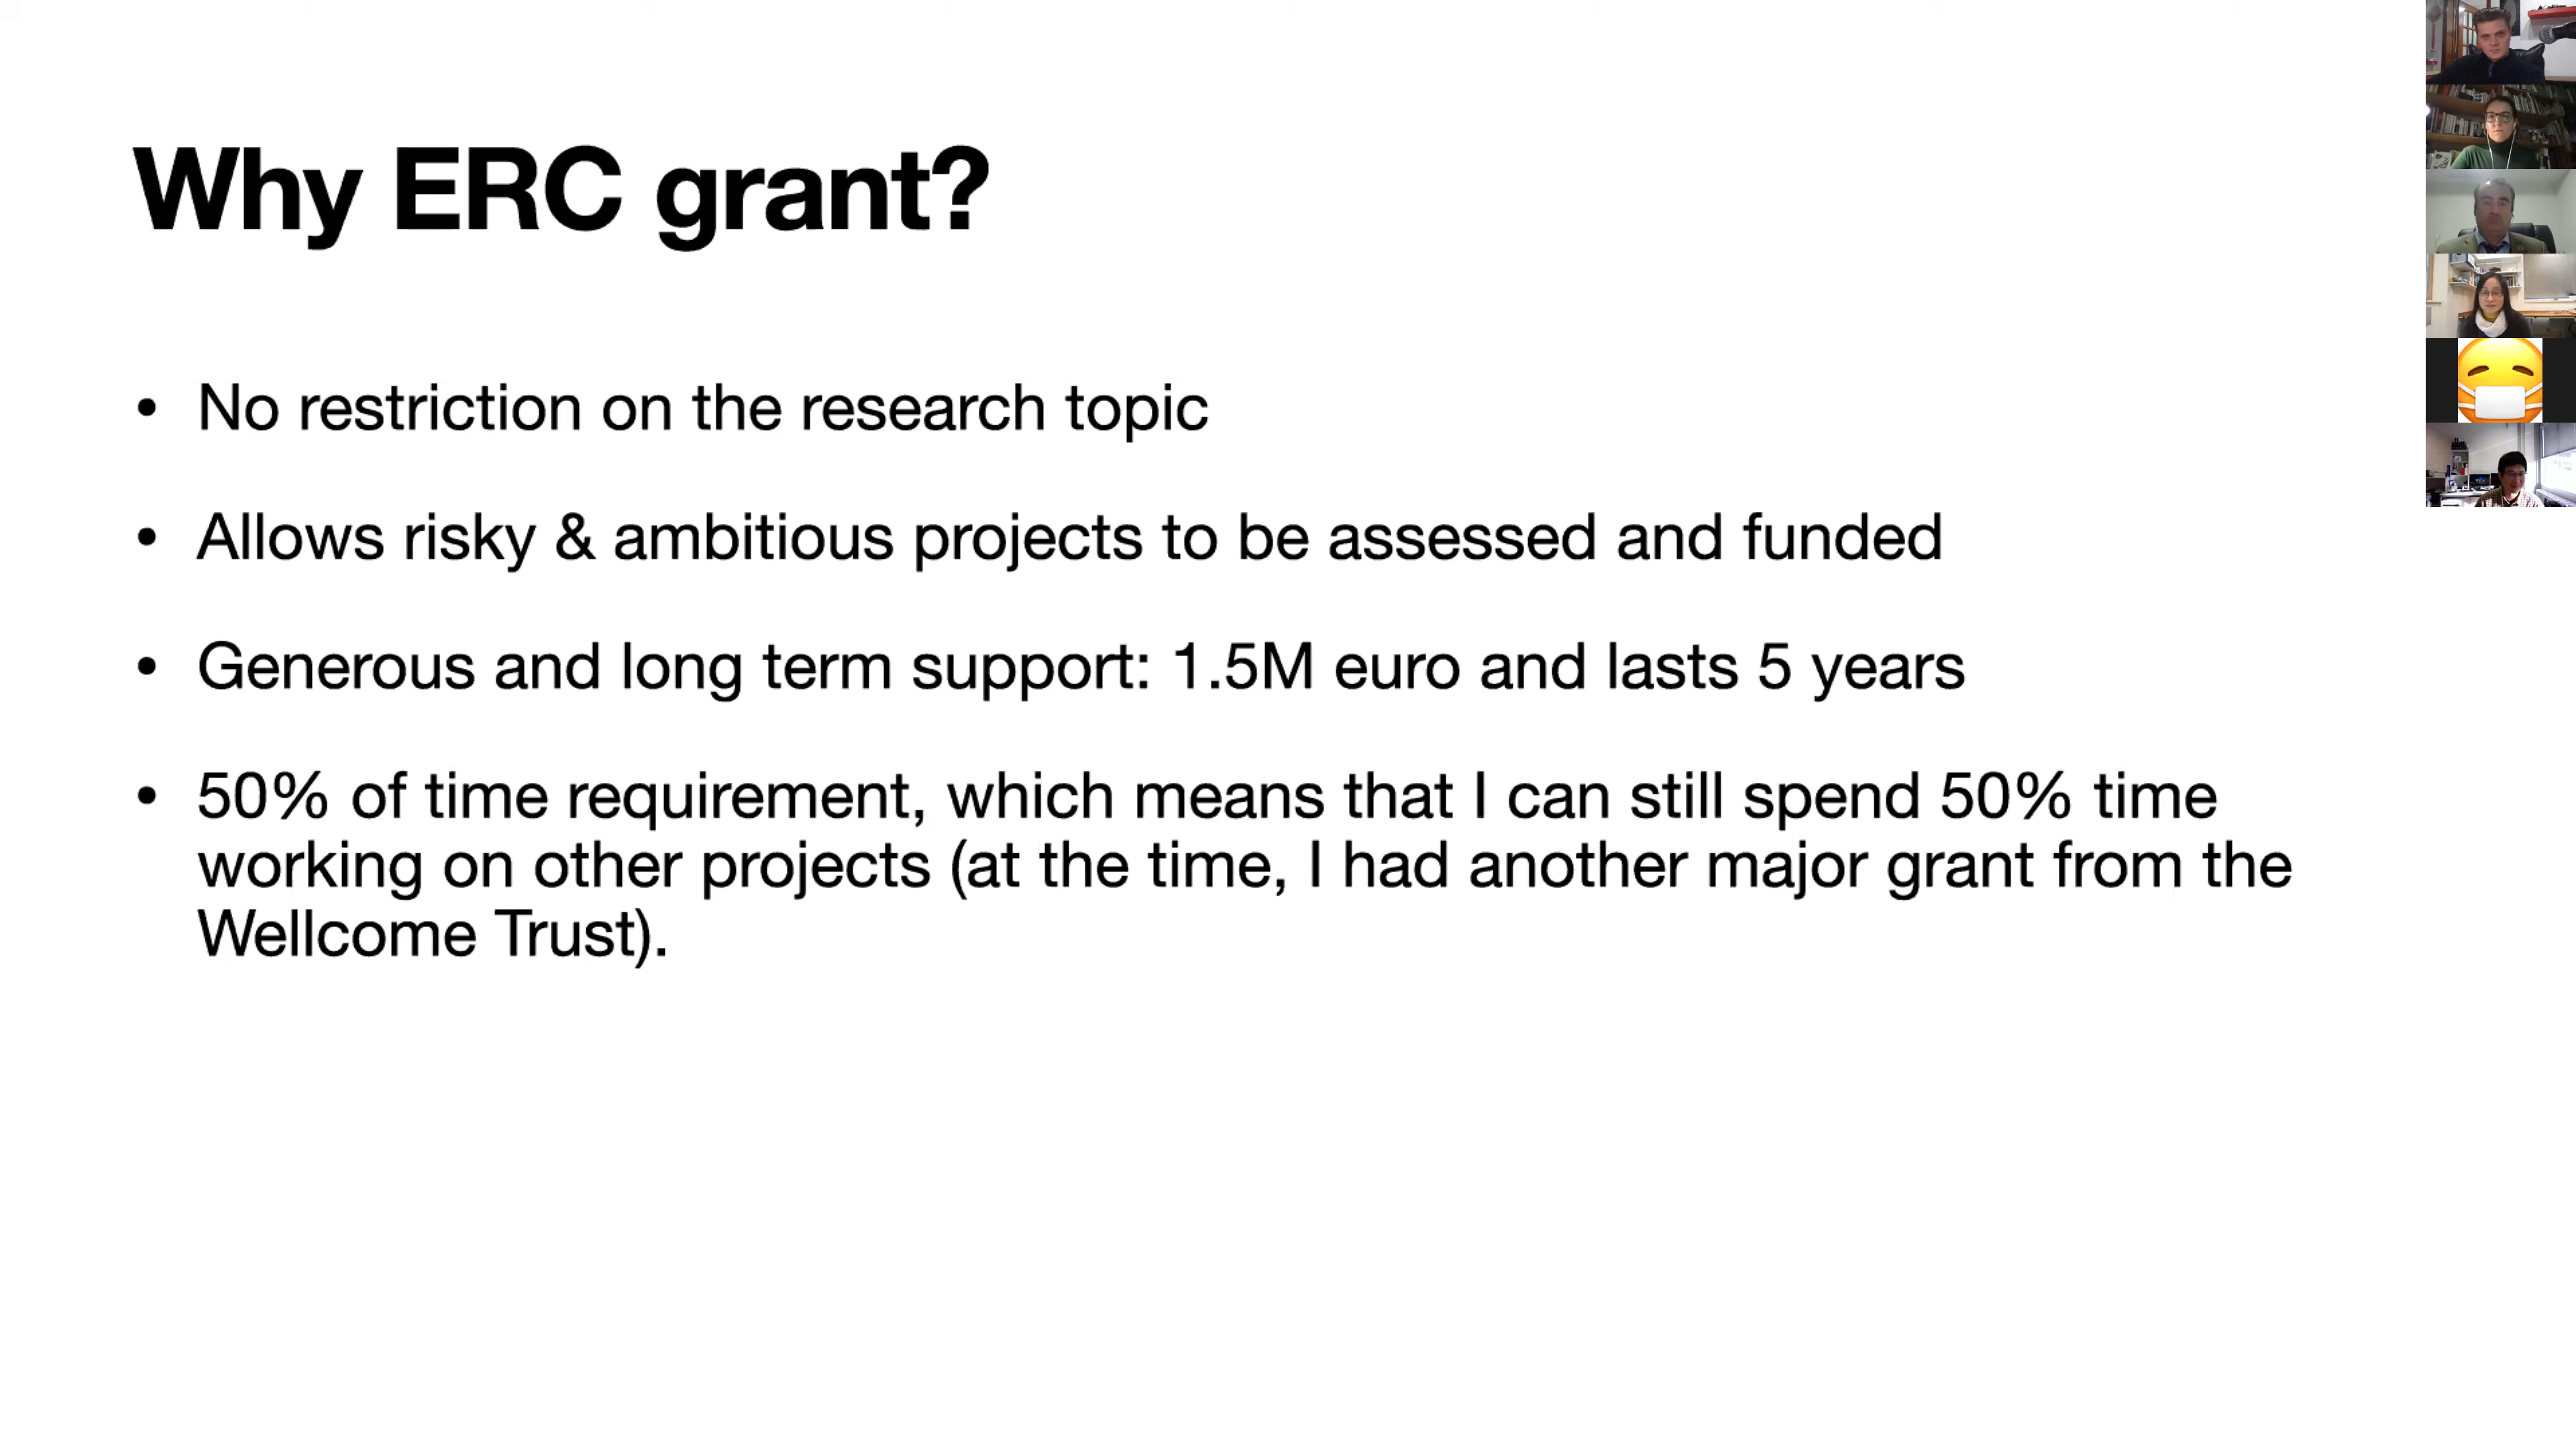 Why ERC grant?
• No restriction on the research topic
• Allows risky & ambitious projects to be assessed and funded
• Generous and long term support: 1.5M euro and lasts 5 years
• 50% of time requirement, which means that I can still spend 50% time
working on other projects (at the time, I had another major grant from the
Wellcome Trust).